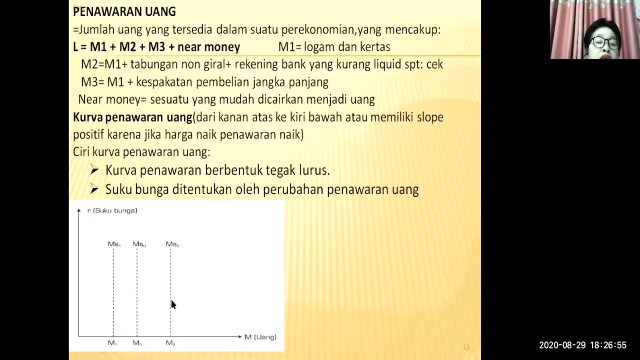 PENAWARAN UANG
=Jumlah uang yang tersedia dalam suatu perekonomian,yang mencakup:
L = M1 + M2 + M3 + near money M1= logam dan kertas
M2=M1+ tabungan non giral+ rekening bank yang kurang liquid spt: cek
M3= M1 + kespakatan pembelian jangka panjang
Near money= sesuatu yang mudah dicairkan menjadi uang
Kurva penawaran uang(dari kanan atas ke kiri bawah atau memiliki slope
positif karena jika harga naik penawaran naik)
Ciri kurva penawaran uang:
➤ Kurva penawaran berbentuk tegak lurus.
➤ Suku bunga ditentukan oleh perubahan penawaran uang
r (Suku bunga)
M (Uang)
18
2020-08-29 18:26:55